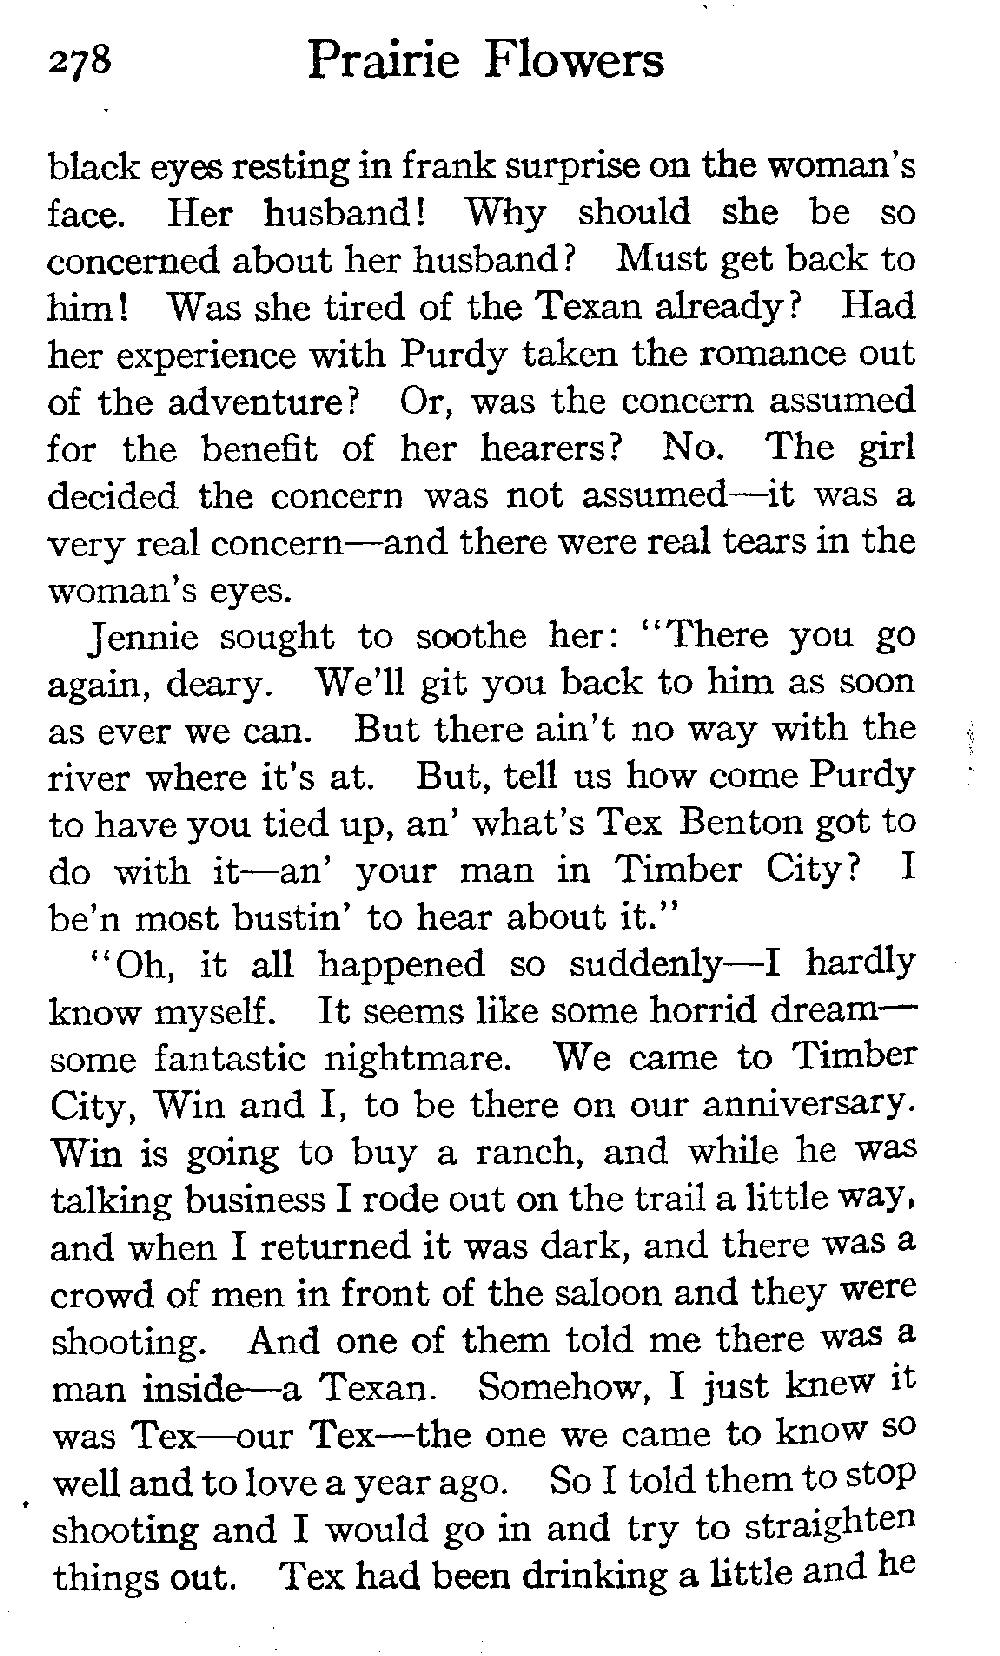 278 Prairie Flowers
black eyes resting in frank surprise on the woman's
face. Her husband! Why should she be so
concerned about her husband? Must get back to
him! Was she tired of the Texan already? Had
her experience with Purdy taken the romance out
of the adventure? Or, was the concern assumed
for the benefit of her hearers? No. The girl
decided the concern was not assumed—it was a
very real concern—and there were real tears in the
woman's eyes.
Jennie sought to soothe her: "There you go
again, deary. We'll git you back to him as soon
as ever we can. But there ain't no way with the
river where it's at. But, tell us how come Purdy
to have you tied up, an' what's Tex Benton got to
do with it—an' your man in Timber City? I
be'n most bustin' to hear about it."
"Oh, it all happened so suddenly—I hardly
know myself. It seems like some horrid dream—
some fantastic nightmare. We came to Timber
City, Win and I, to be there on our anniversary.
Win is going to buy a ranch, and while he was
talking business I rode out on the trail a little way,
and when I returned it was dark, and there was a
crowd of men in front of the saloon and they were
shooting. And one of them told me there was a
man inside—a Texan. Somehow, I just knew it
was Tex—our Tex—the one we came to know so
well and to love a year ago. So I told them to stop
shooting and I would go in and try to straighten
things out. Tex had been drinking a little and he